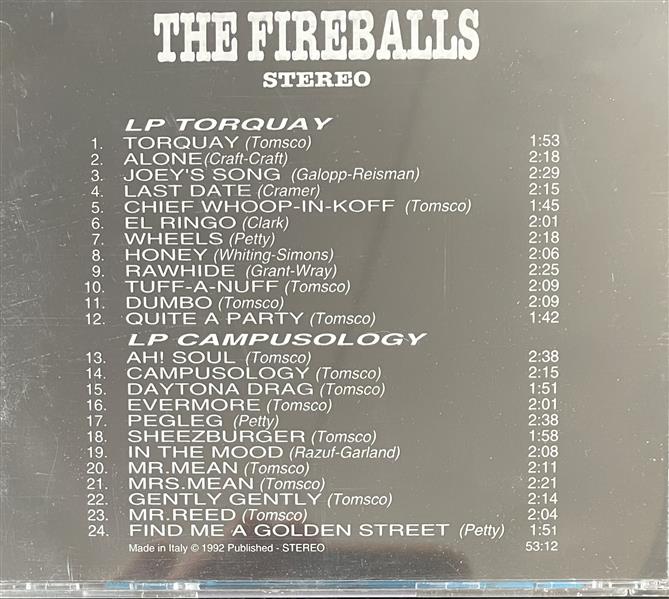 THE FIREBALLS
STEREO
LP TORQUAY
1. TORQUAY (Tomsco) 1:53
2. ALONE(Craft-Craft) 2:18
3. JOEY'S SONG (Galopp-Reisman) 2:29
4. LAST DATE (Cramer) 2:15
5. CHIEF WHOOP-IN-KOFF (Tomsco) 1:45
6. EL RINGO (Clark) 2:01
7. WHEELS (Petty) 2:18
8. HONEY (Whiting-Simons) 2:06
9. RAWHIDE (Grant-Wray) 2:25
10. TUFF-A-NUFF (Tomsco) 2:09
11. DUMBO (Tomsco) 2:09
12. QUITE A PARTY (Tomsco) 1:42
LP CAMPUSOLOGY
13. AH! SOUL (Tomsco) 2:38
14. CAMPUSOLOGY (Tomsco) 2:15
15. DAYTONA DRAG (Tomsco) 1:51
16. EVERMORE (Tomsco) 2:01
17. PEGLEG (Petty) 2:38
18. SHEEZBURGER (Tomsco) 1:58
19. IN THE MOOD (Razuf-Garland) 2:08
20. MR.MEAN (Tomsco) 2:11
21. MRS.MEAN (Tomsco) 2:21
22. GENTLY GENTLY (Tomsco) 2:14
23. MR.REED (Tomsco) 2:04
24. FIND ME A GOLDEN STREET (Petty) 1:51
Made in Italy © 1992 Published - STEREO 53:12